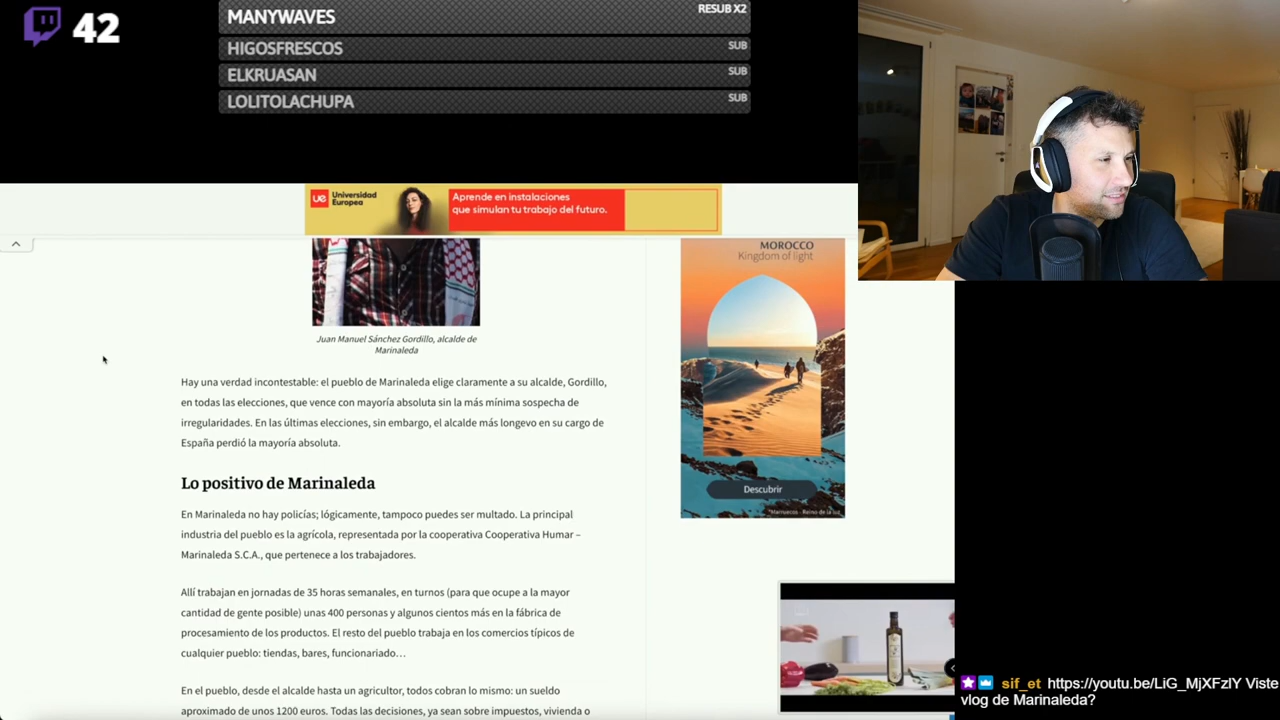 42
MANYWAVES
RESUB X2
HIGOSFRESCOS
SUB
ELKRUASAN
SUB
LOLITOLACHUPA
SUB
ue Universidad
Europea
Aprende en instalaciones
que simulan tu trabajo del futuro.
MOROCCO
Kingdom of light
Juan Manuel Sánchez Gordillo, alcalde de
Marinaleda
Hay una verdad incontestable: el pueblo de Marinaleda elige claramente a su alcalde, Gordillo,
en todas las elecciones, que vence con mayoría absoluta sin la más mínima sospecha de
irregularidades. En las últimas elecciones, sin embargo, el alcalde más longevo en su cargo de
España perdió la mayoría absoluta.
Lo positivo de Marinaleda
Descubrir
*Marruecos - Reino de la luz
En Marinaleda no hay policías; lógicamente, tampoco puedes ser multado. La principal
industria del pueblo es la agrícola, representada por la cooperativa Cooperativa Humar –
Marinaleda S.C.A., que pertenece a los trabajadores.
Allí trabajan en jornadas de 35 horas semanales, en turnos (para que ocupe a la mayor
cantidad de gente posible) unas 400 personas y algunos cientos más en la fábrica de
procesamiento de los productos. El resto del pueblo trabaja en los comercios típicos de
cualquier pueblo: tiendas, bares, funcionariado…
En el pueblo, desde el alcalde hasta un agricultor, todos cobran lo mismo: un sueldo
aproximado de unos 1200 euros. Todas las decisiones, ya sean sobre impuestos, vivienda o
sif_et https://youtu.be/LiG_MjXFzlY Viste
vlog de Marinaleda?